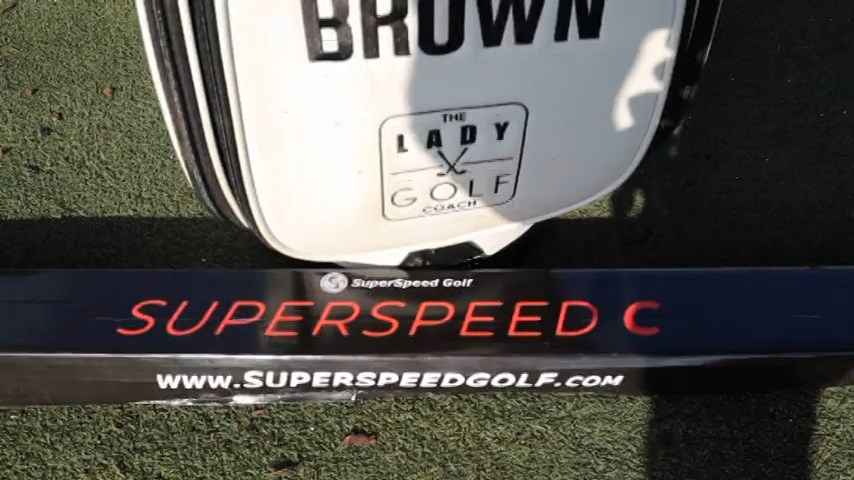 BROWN
THE
LADY
GOLF
COACH
SuperSpeed Golf
SUPERSPEED C
WWW.SUPERSPEEDGOLF.COM